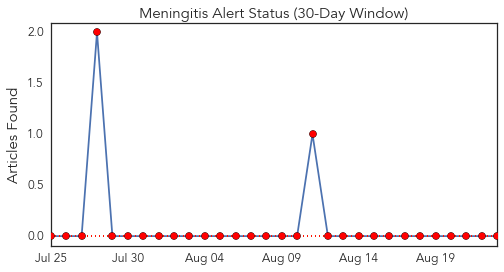 Meningitis Alert Status (30-Day Window)
Articles Found
2.0
1.5
1.0
0.5
0.0
Jul 25 Jul 30 Aug 04 Aug 09 Aug 14 Aug 19